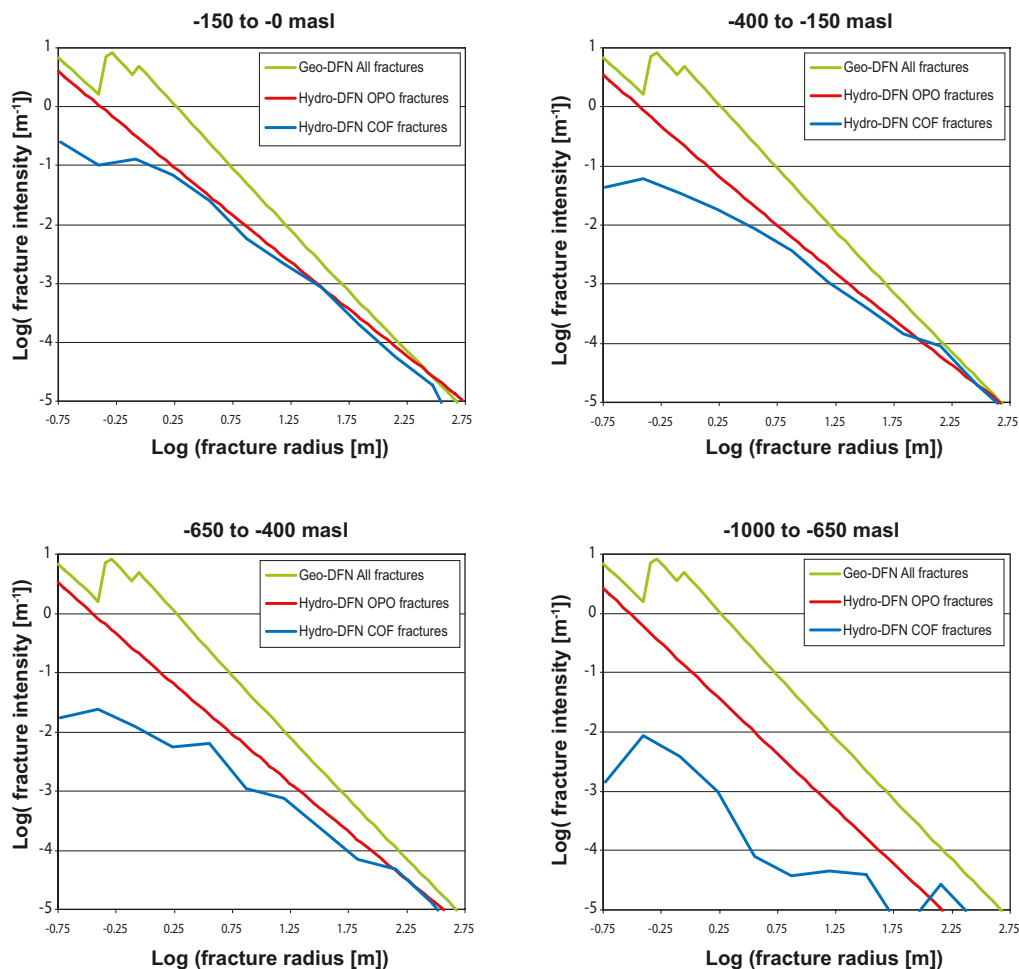 -150 to -0 masl
Log( fracture intensity [m-1])
1
0
-1
-2
-3
-4
-5
Geo-DFN All fractures
Hydro-DFN OPO fractures
Hydro-DFN COF fractures
-0.75 -0.25 0.25 0.75 1.25 1.75 2.25 2.75
Log (fracture radius [m])
-400 to -150 masl
Log( fracture intensity [m-1])
1
0
-1
-2
-3
-4
-5
Geo-DFN All fractures
Hydro-DFN OPO fractures
Hydro-DFN COF fractures
-0.75 -0.25 0.25 0.75 1.25 1.75 2.25 2.75
Log (fracture radius [m])
-650 to -400 masl
Log( fracture intensity [m-1])
1
0
-1
-2
-3
-4
-5
Geo-DFN All fractures
Hydro-DFN OPO fractures
Hydro-DFN COF fractures
-0.75 -0.25 0.25 0.75 1.25 1.75 2.25 2.75
Log (fracture radius [m])
-1000 to -650 masl
Log( fracture intensity [m-1])
1
0
-1
-2
-3
-4
-5
Geo-DFN All fractures
Hydro-DFN OPO fractures
Hydro-DFN COF fractures
-0.75 -0.25 0.25 0.75 1.25 1.75 2.25 2.75
Log (fracture radius [m])